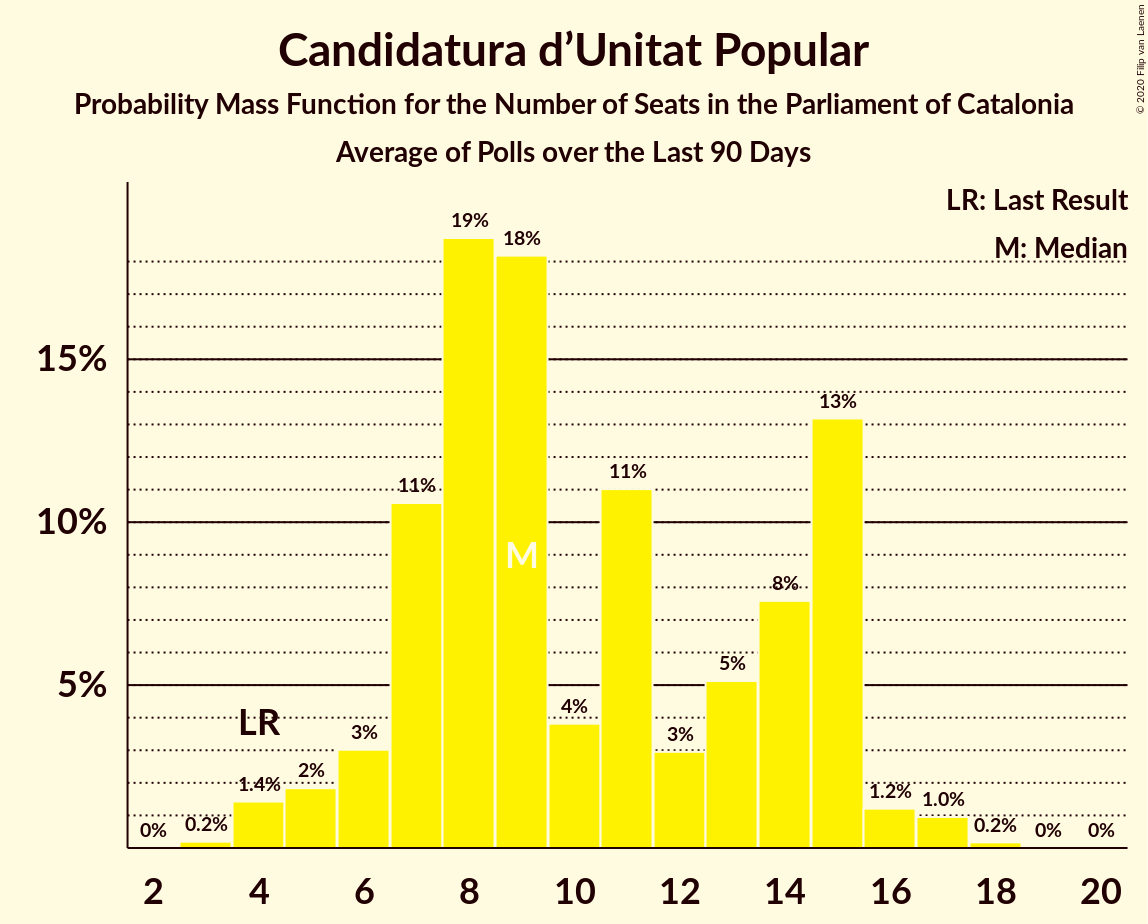 Candidatura d’Unitat Popular
Probability Mass Function for the Number of Seats in the Parliament of Catalonia
Average of Polls over the Last 90 Days
© 2020 Filip van Laenen
LR: Last Result
M: Median
19%
18%
15%
13%
11%
11%
10%
M
8%
5%
5%
4%
LR
3%
3%
2%
1.4%
1.2%
1.0%
0%
0.2%
0.2%
0%
0%
2 4 6 8 10 12 14 16 18 20